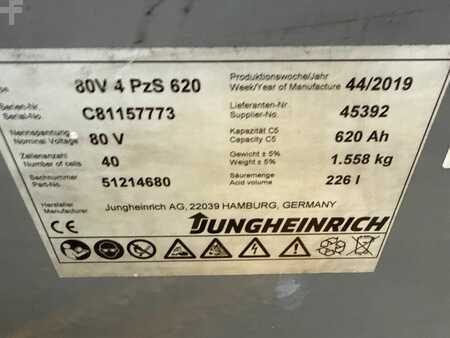 80V 4 PzS 620
Produktionswoche/Jahr
Week/Year of Manufacture
44/2019
Serien-Nr.
Serial-No.
C81157773
Lieferanten-Nr.
Supplier-No.
45392
Nennspannung
Nominal Voltage
80 V
Kapazität C5
Capacity C5
620 Ah
Zellenanzahl
Number of cells
40
Gewicht ± 5%
Weight ± 5%
1.558 kg
Sachnummer
Part-No.
51214680
Säuremenge
Acid volume
226 l
Hersteller
Manufacturer
Jungheinrich AG, 22039 HAMBURG, GERMANY
JUNGHEINRICH
CE